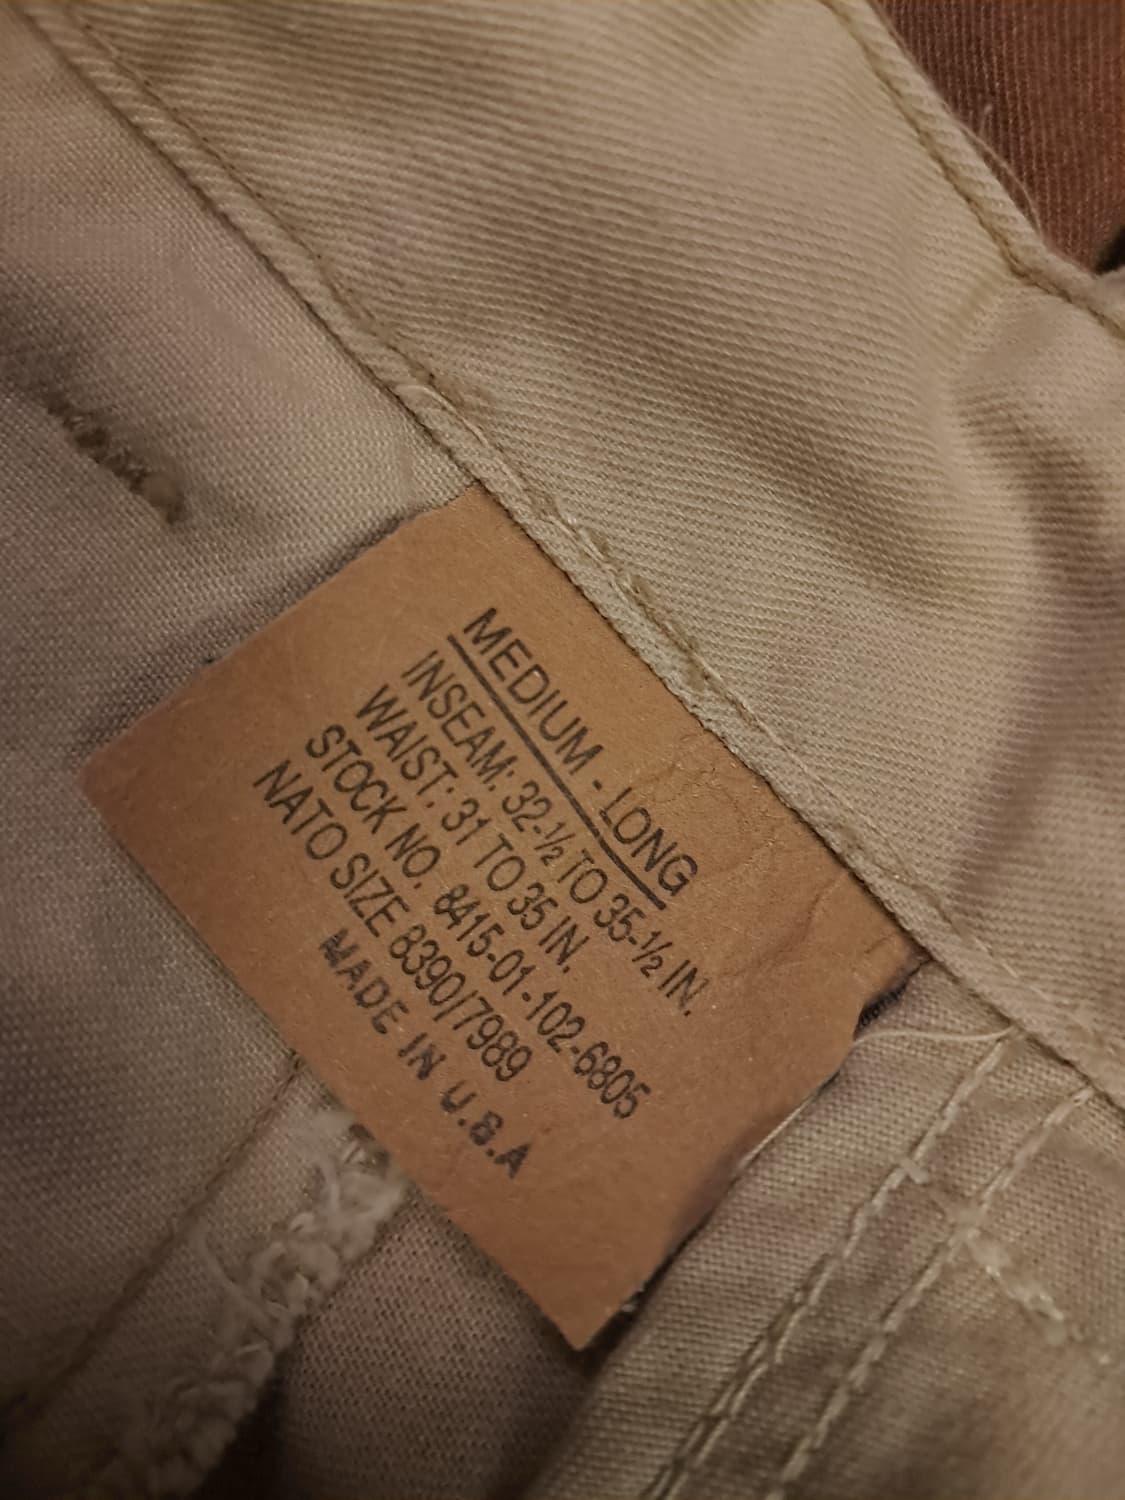 MEDIUM - LONG
INSEAM: 32-½ TO 35-½ IN.
WAIST: 31 TO 35 IN.
STOCK NO. 8415-01-102-6805
NATO SIZE 8390/7989
MADE IN U.S.A